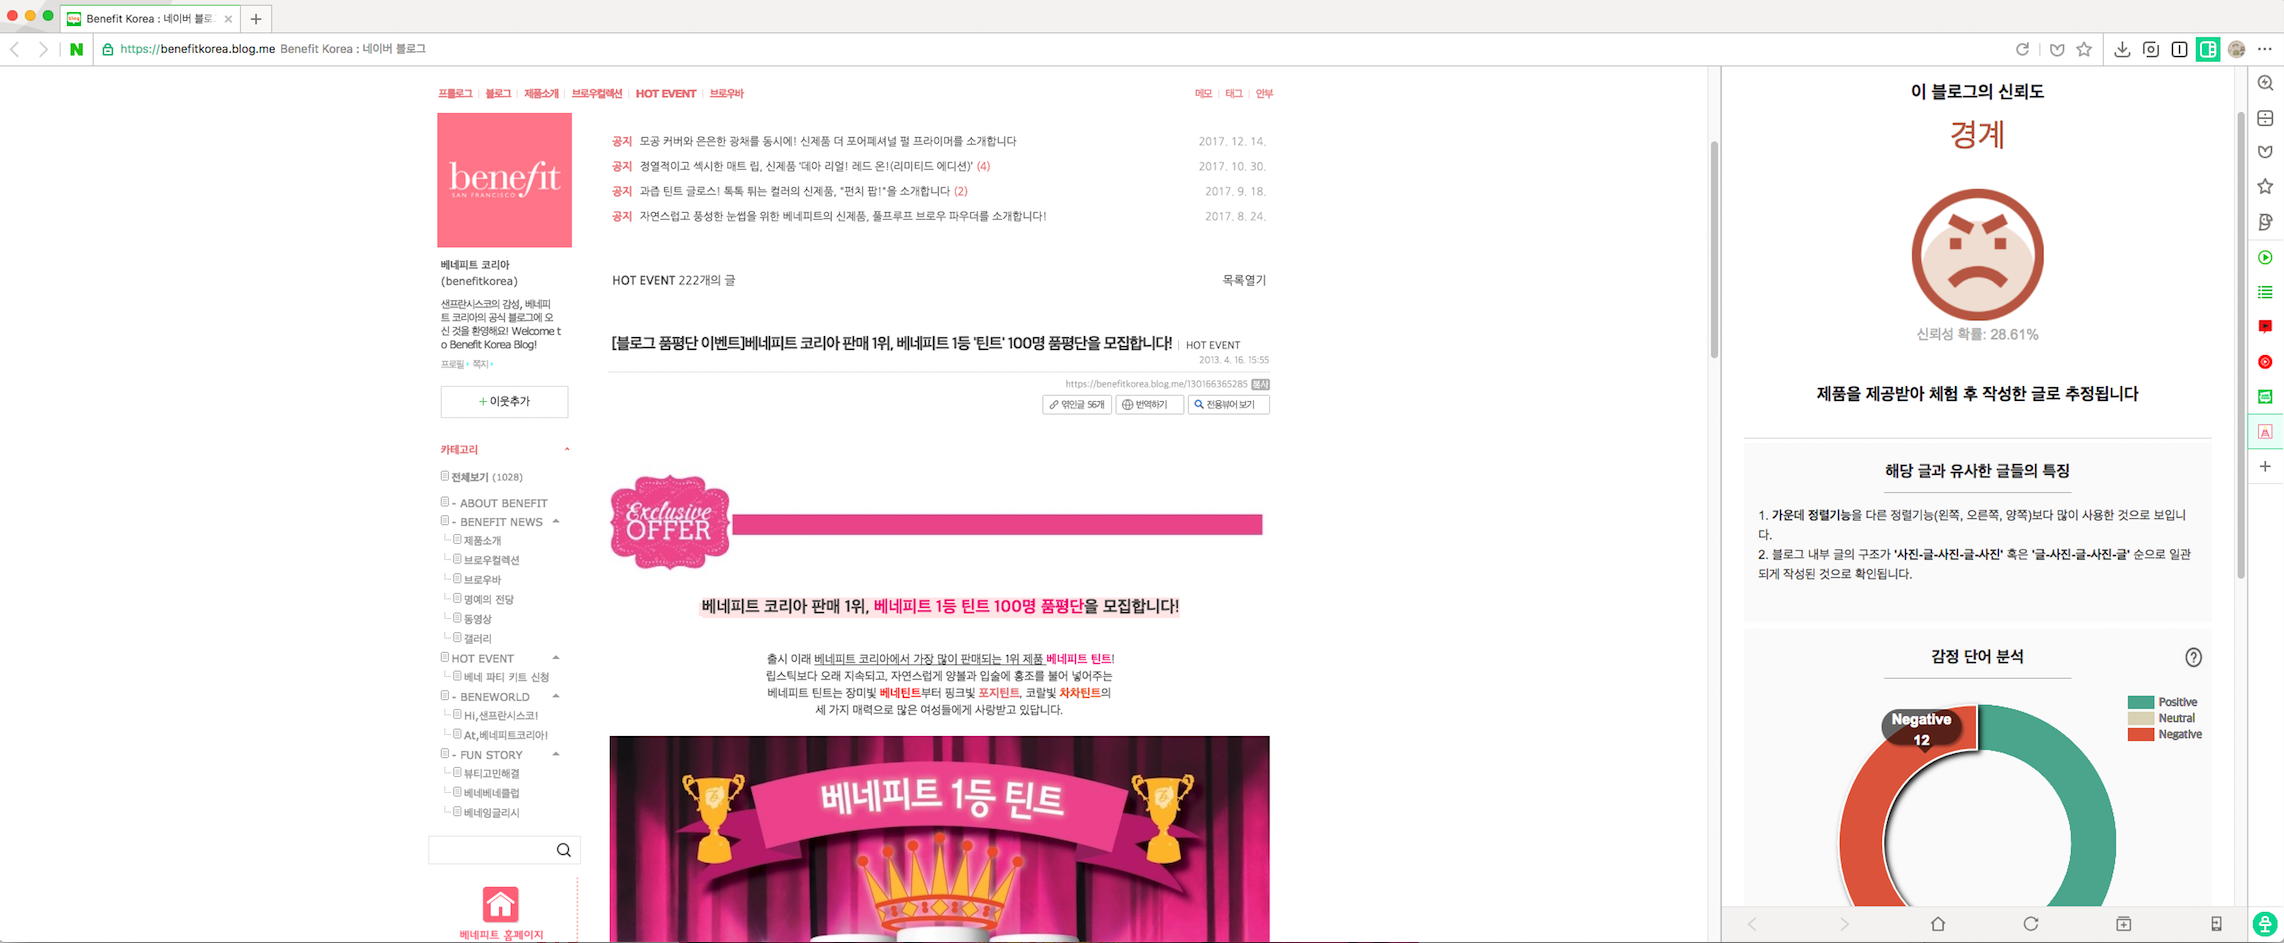 Benefit Korea : 네이버 블로
https://benefitkorea.blog.me Benefit Korea : 네이버 블로그
프롤로그 블로그 제품소개 브로우컬렉션 HOT EVENT 브로우바
메모 태그 안부
benefit
SAN FRANCISCO
공지 모공 커버와 은은한 광채를 동시에! 신제품 더 포어페셔널 펄 프라이머를 소개합니다 2017. 12. 14.
공지 정열적이고 섹시한 매트 립, 신제품 '데아 리얼! 레드 온!(리미티드 에디션)' (4) 2017. 10. 30.
공지 과즙 틴트 글로스! 톡톡 튀는 컬러의 신제품, "펀치 팝!"을 소개합니다 (2) 2017. 9. 18.
공지 자연스럽고 풍성한 눈썹을 위한 베네피트의 신제품, 풀프루프 브로우 파우더를 소개합니다! 2017. 8. 24.
베네피트 코리아
(benefitkorea)
샌프란시스코의 감성, 베네피
트 코리아의 공식 블로그에 오
신 것을 환영해요! Welcome t
o Benefit Korea Blog!
프로필 쪽지
+ 이웃추가
카테고리
전체보기 (1028)
- ABOUT BENEFIT
- BENEFIT NEWS
제품소개
브로우컬렉션
브로우바
명예의 전당
동영상
갤러리
HOT EVENT
베네 파티 키트 신청
- BENEWORLD
Hi,샌프란시스코!
At,베네피트코리아!
- FUN STORY
뷰티고민해결
베네베네클럽
베네잉글리시
베네피트 홈페이지
HOT EVENT 222개의 글 목록열기
[블로그 품평단 이벤트]베네피트 코리아 판매 1위, 베네피트 1등 '틴트' 100명 품평단을 모집합니다! HOT EVENT
2013. 4. 16. 15:55
https://benefitkorea.blog.me/130166365285 복사
엮인글 56개 번역하기 전용뷰어 보기
Exclusive
OFFER
베네피트 코리아 판매 1위, 베네피트 1등 틴트 100명 품평단을 모집합니다!
출시 이래 베네피트 코리아에서 가장 많이 판매되는 1위 제품 베네피트 틴트!
립스틱보다 오래 지속되고, 자연스럽게 양볼과 입술에 홍조를 불어 넣어주는
베네피트 틴트는 장미빛 베네틴트부터 핑크빛 포지틴트, 코랄빛 차차틴트의
세 가지 매력으로 많은 여성들에게 사랑받고 있답니다.
베네피트 1등 틴트
이 블로그의 신뢰도
경계
신뢰성 확률: 28.61%
제품을 제공받아 체험 후 작성한 글로 추정됩니다
해당 글과 유사한 글들의 특징
1. 가운데 정렬기능을 다른 정렬기능(왼쪽, 오른쪽, 양쪽)보다 많이 사용한 것으로 보입니
다.
2. 블로그 내부 글의 구조가 '사진-글-사진-글-사진' 혹은 '글-사진-글-사진-글' 순으로 일관
되게 작성된 것으로 확인됩니다.
감정 단어 분석
Positive
Neutral
Negative
Negative
12